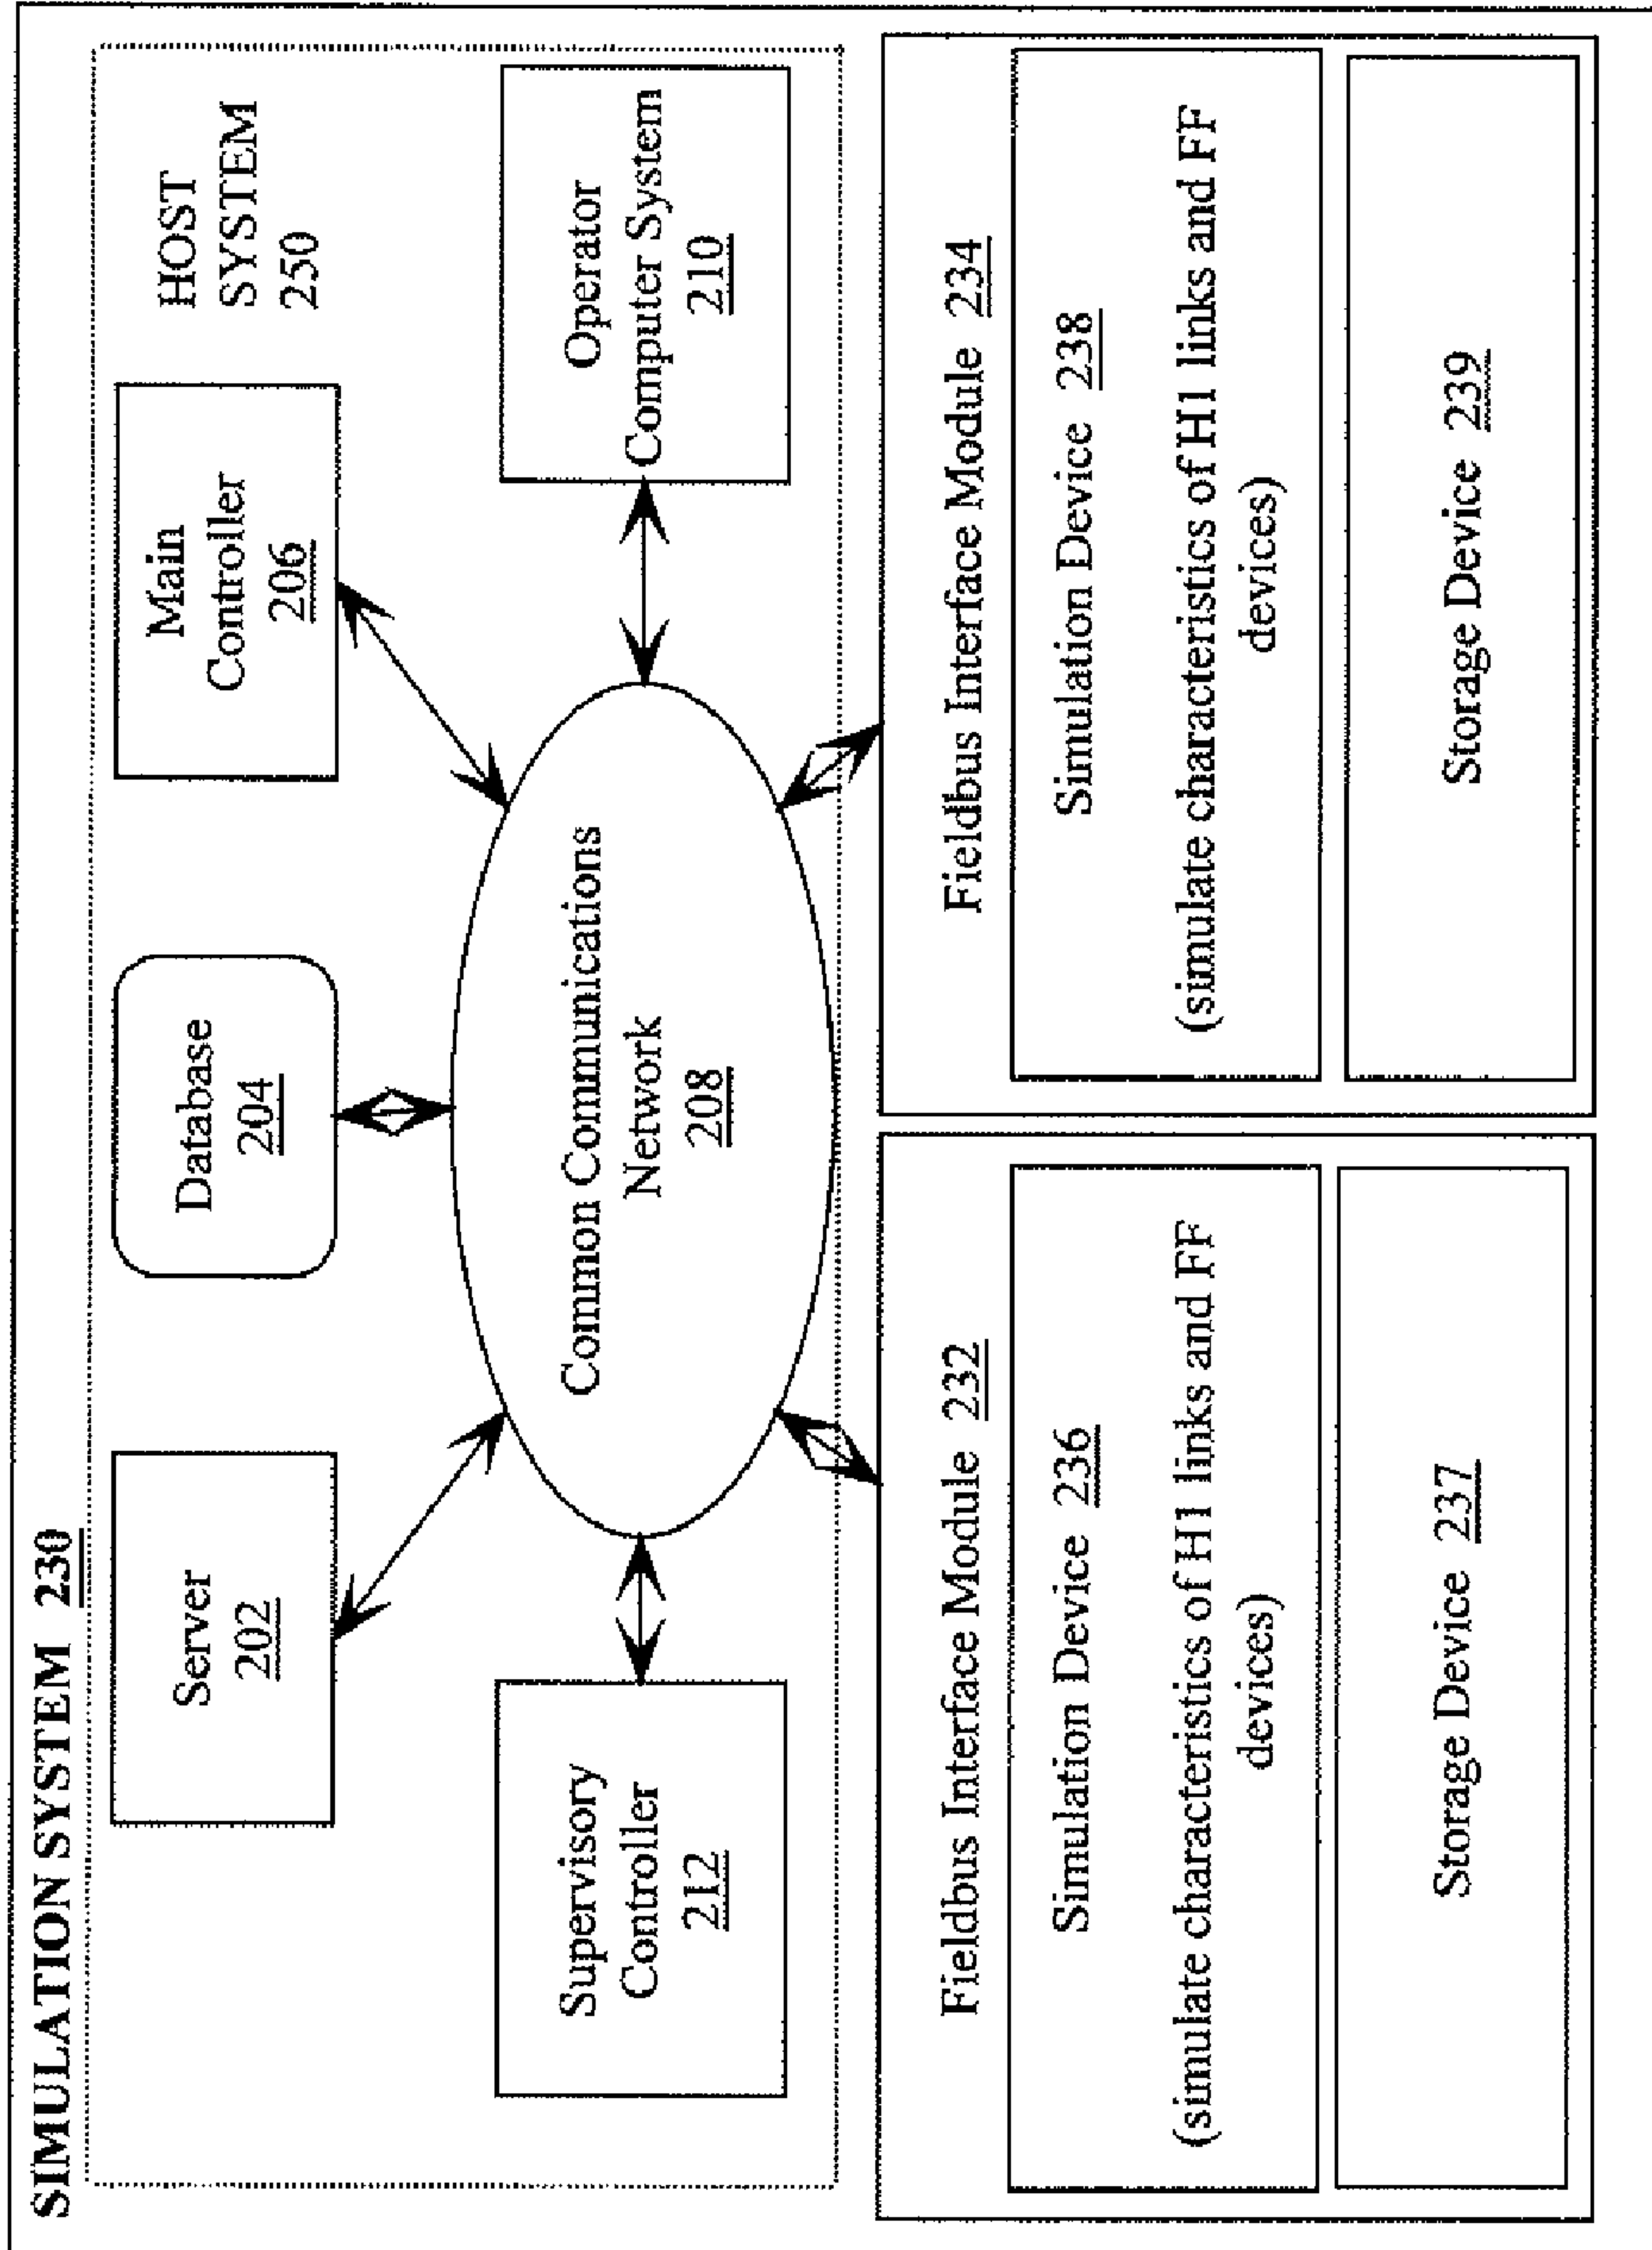 SIMULATION SYSTEM 230
HOST
SYSTEM
250
Server
202
Database
204
Main
Controller
206
Supervisory
Controller
212
Common Communications
Network
208
Operator
Computer System
210
Fieldbus Interface Module 232
Simulation Device 236
(simulate characteristics of H1 links and FF
devices)
Storage Device 237
Fieldbus Interface Module 234
Simulation Device 238
(simulate characteristics of H1 links and FF
devices)
Storage Device 239